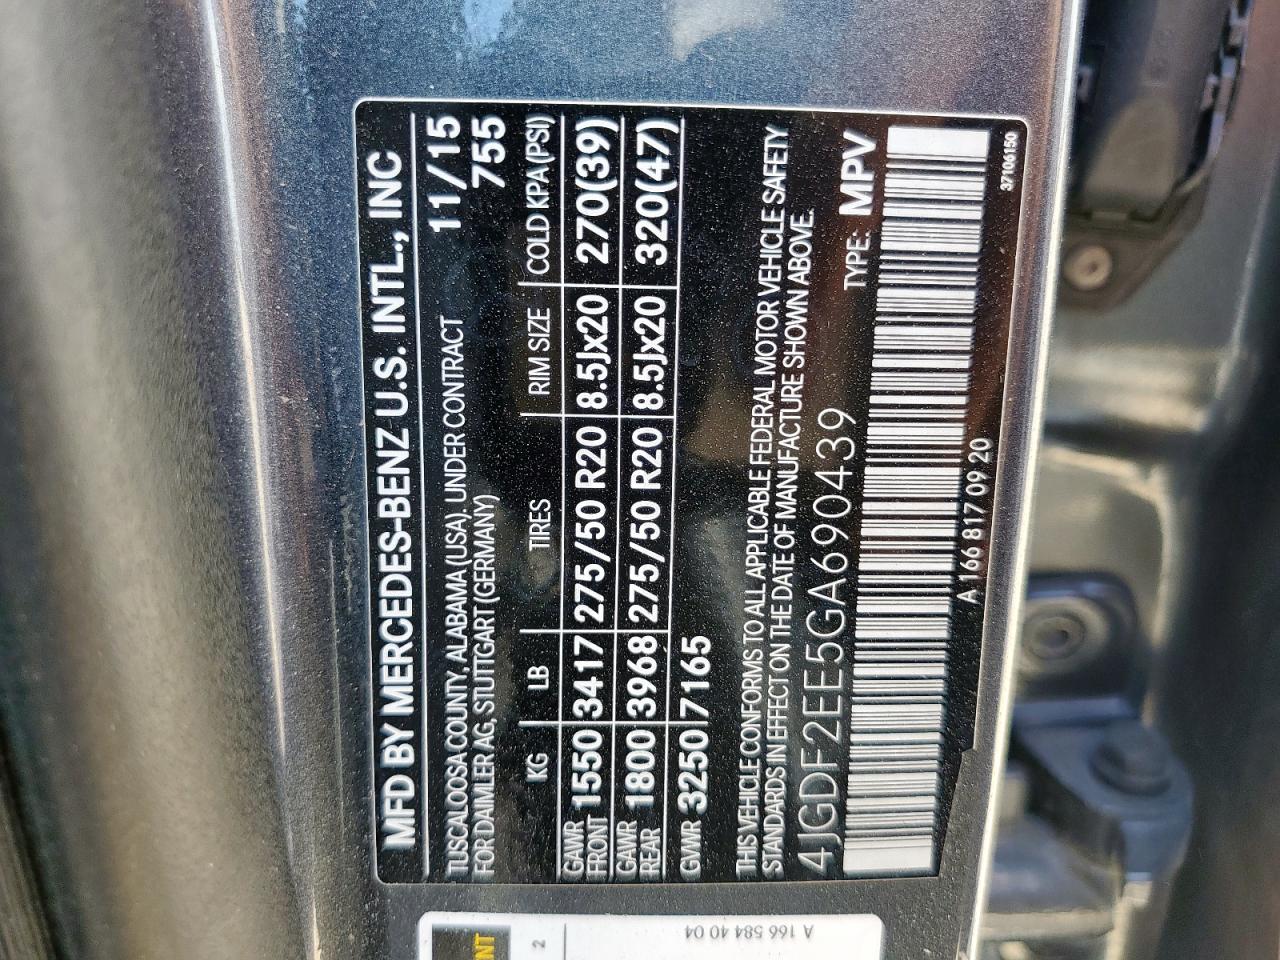 MFD BY MERCEDES-BENZ U.S. INTL., INC
TUSCALOOSA COUNTY, ALABAMA (USA). UNDER CONTRACT 11/15
FOR DAIMLER AG, STUTTGART (GERMANY) 755
KG LB TIRES RIM SIZE COLD KPA(PSI)
GAWR FRONT 1550 3417 275/50 R20 8.5Jx20 270(39)
GAWR REAR 1800 3968 275/50 R20 8.5Jx20 320(47)
GVWR 3250 7165
THIS VEHICLE CONFORMS TO ALL APPLICABLE FEDERAL MOTOR VEHICLE SAFETY
STANDARDS IN EFFECT ON THE DATE OF MANUFACTURE SHOWN ABOVE.
4JGDF2EE5GA690439 TYPE: MPV
A 166 817 09 20
37106150
2
A 166 584 40 04